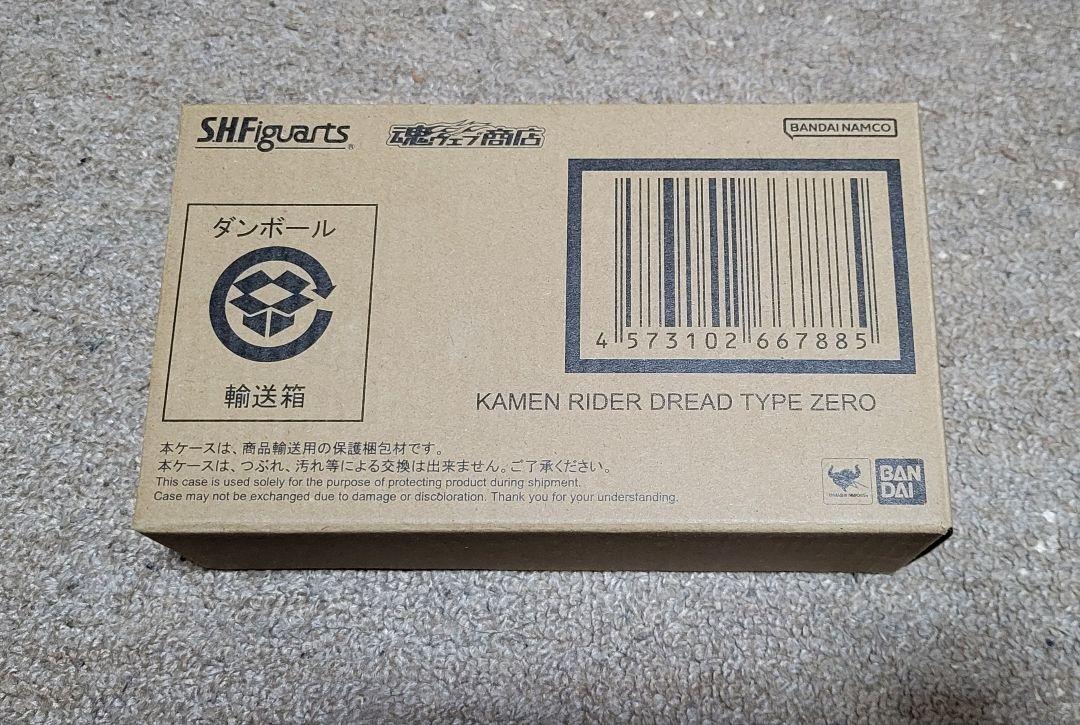 S.H.Figuarts®
魂ウェブ商店
BANDAI NAMCO
ダンボール
輸送箱
4 573102 667885
KAMEN RIDER DREAD TYPE ZERO
本ケースは、商品輸送用の保護梱包材です。
本ケースは、つぶれ、汚れ等による交換は出来ません。ご了承ください。
This case is used solely for the purpose of protecting product during shipment.
Case may not be exchanged due to damage or discoloration. Thank you for your understanding.
BAN
DAI